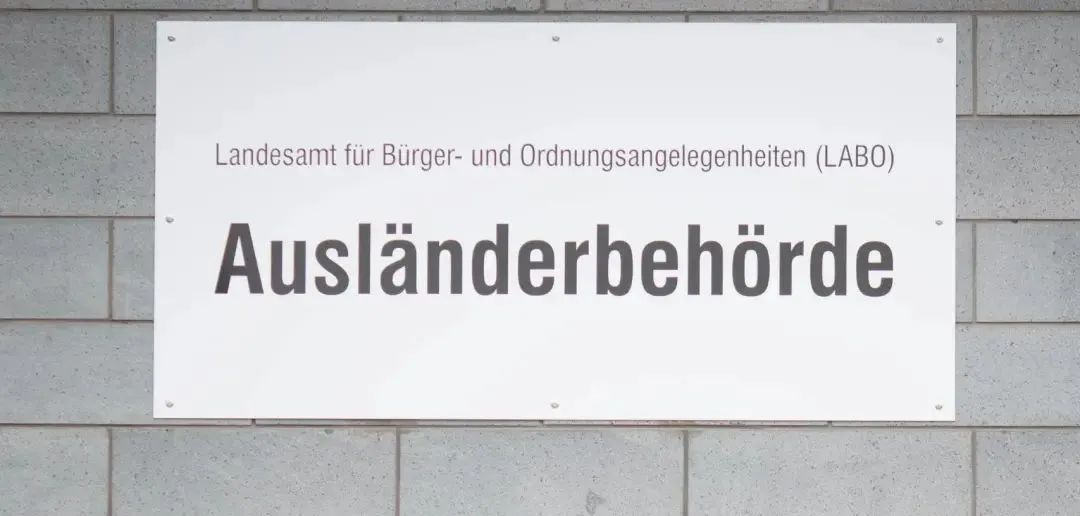 Landesamt für Bürger- und Ordnungsangelegenheiten (LABO)
Ausländerbehörde